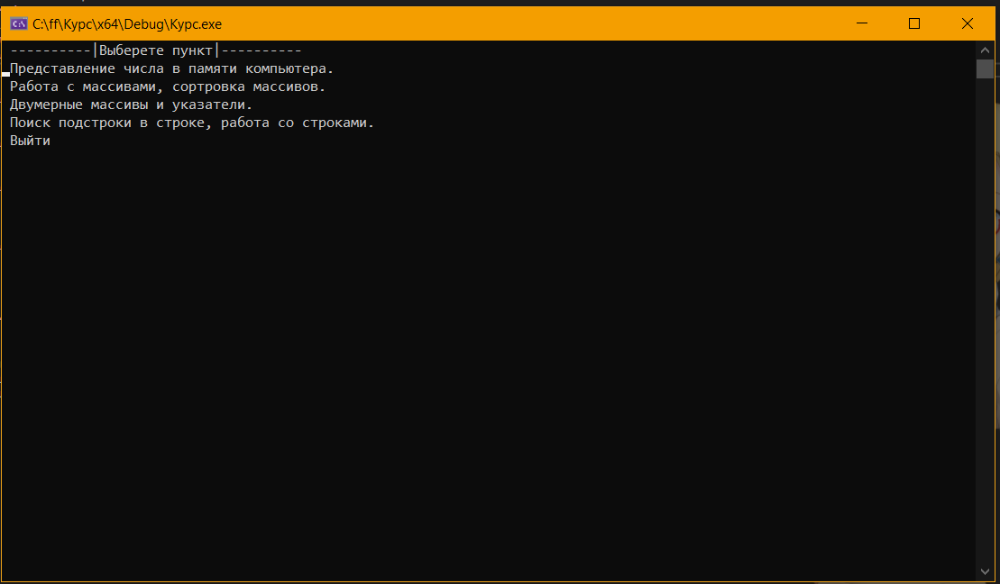 C:\ff\Курс\x64\Debug\Курс.exe
----------|Выберете пункт|----------
Представление числа в памяти компьютера.
Работа с массивами, сортровка массивов.
Двумерные массивы и указатели.
Поиск подстроки в строке, работа со строками.
Выйти